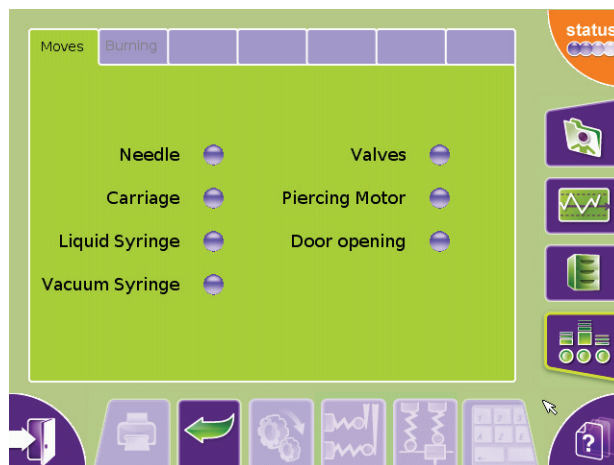 status
Moves
Burning
Needle
Valves
Carriage
Piercing Motor
Liquid Syringe
Door opening
Vacuum Syringe
?